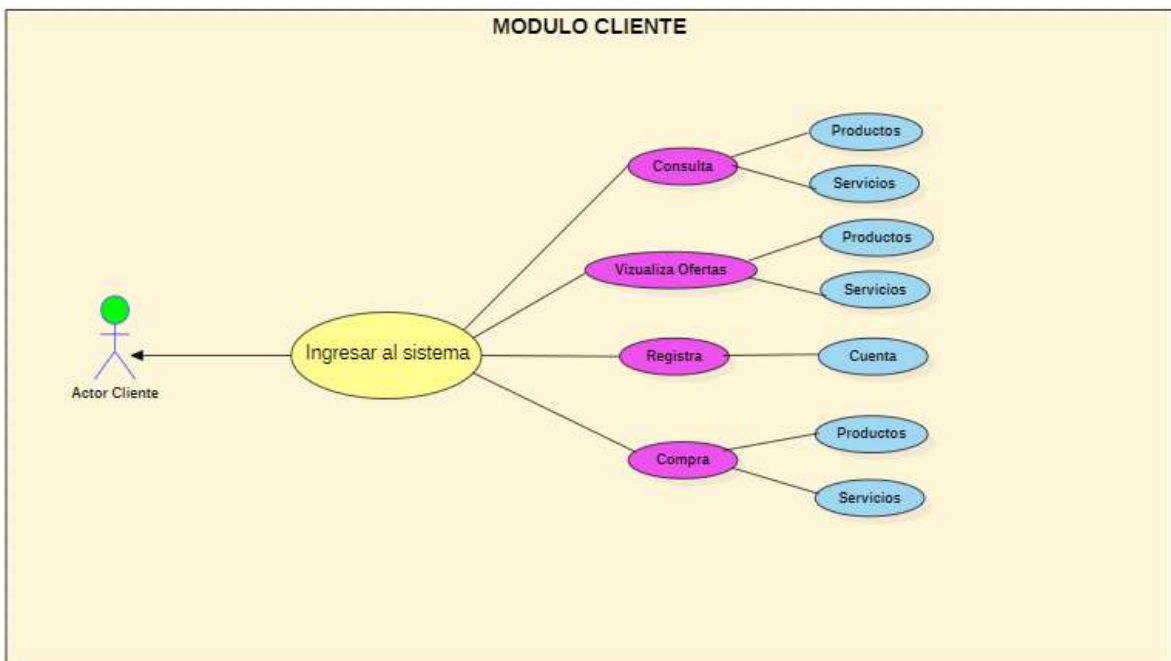 MODULO CLIENTE
Productos
Consulta
Servicios
Productos
Vizualiza Ofertas
Servicios
Ingresar al sistema
Registra
Cuenta
Actor Cliente
Productos
Compra
Servicios